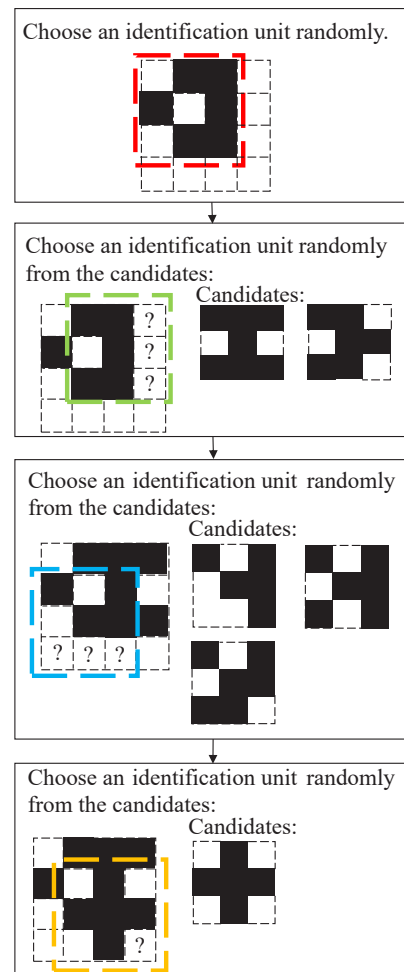 Choose an identification unit randomly.
Choose an identification unit randomly
from the candidates:
Candidates:
?
?
?
Choose an identification unit randomly
from the candidates:
Candidates:
? ? ?
Choose an identification unit randomly
from the candidates:
Candidates:
?